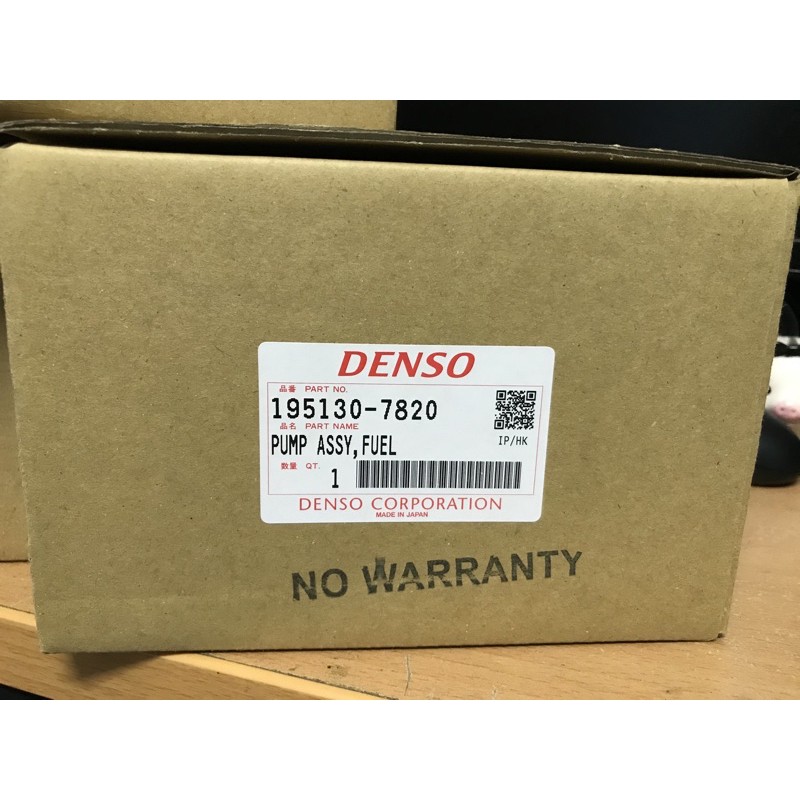 DENSO
品番 PART NO.
195130-7820
品名 PART NAME
PUMP ASSY,FUEL
IP/HK
数量 QT.
1
DENSO CORPORATION
MADE IN JAPAN
NO WARRANTY